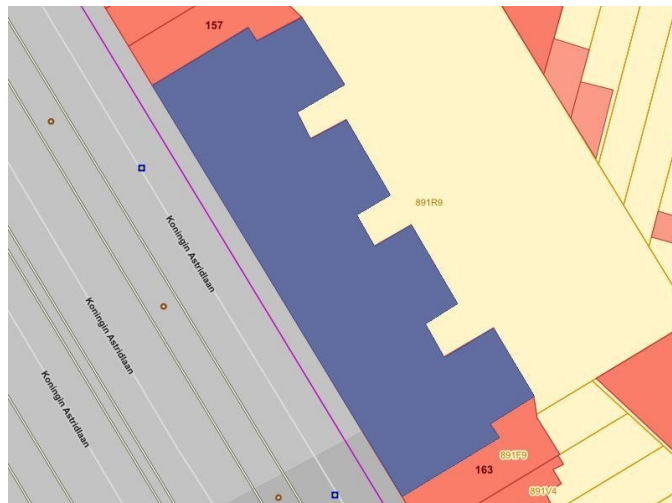 157
891R9
Koningin Astridlaan
Koningin Astridlaan
Koningin Astridlaan
891F9
163
891V4